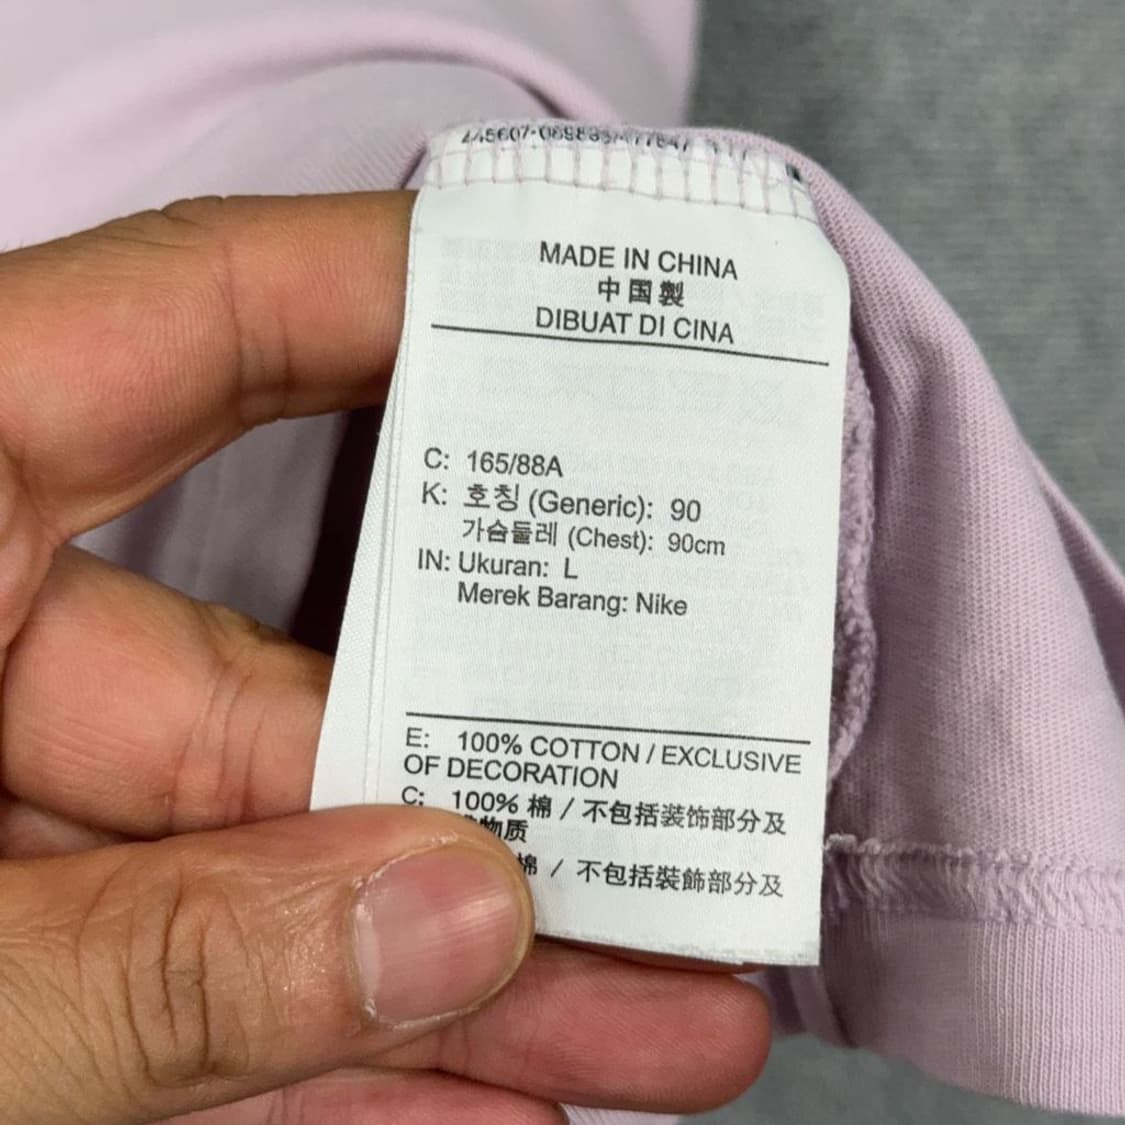 MADE IN CHINA
中国製
DIBUAT DI CINA
C: 165/88A
K: 호칭 (Generic): 90
가슴둘레 (Chest): 90cm
IN: Ukuran: L
Merek Barang: Nike
E: 100% COTTON / EXCLUSIVE
OF DECORATION
C: 100% 棉 / 不包括装饰部分及
物质
棉 / 不包括裝飾部分及